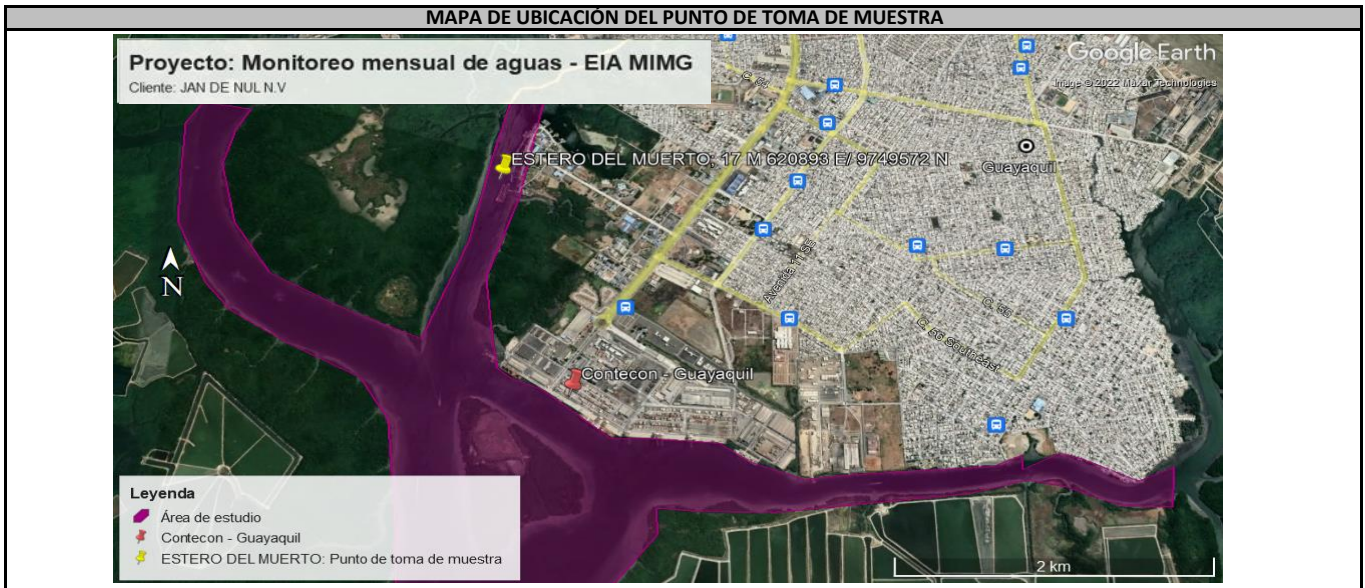 MAPA DE UBICACIÓN DEL PUNTO DE TOMA DE MUESTRA
Proyecto: Monitoreo mensual de aguas - EIA MIMG
Cliente: JAN DE NUL N.V
Google Earth
Image © 2022 Maxar Technologies
ESTERO DEL MUERTO; 17 M 620893 E/ 9749572 N
Guayaquil
N
Avenida 11 SE
C. 55
C. 56 Southeast
Contecon - Guayaquil
Leyenda
Área de estudio
Contecon - Guayaquil
ESTERO DEL MUERTO: Punto de toma de muestra
2 km